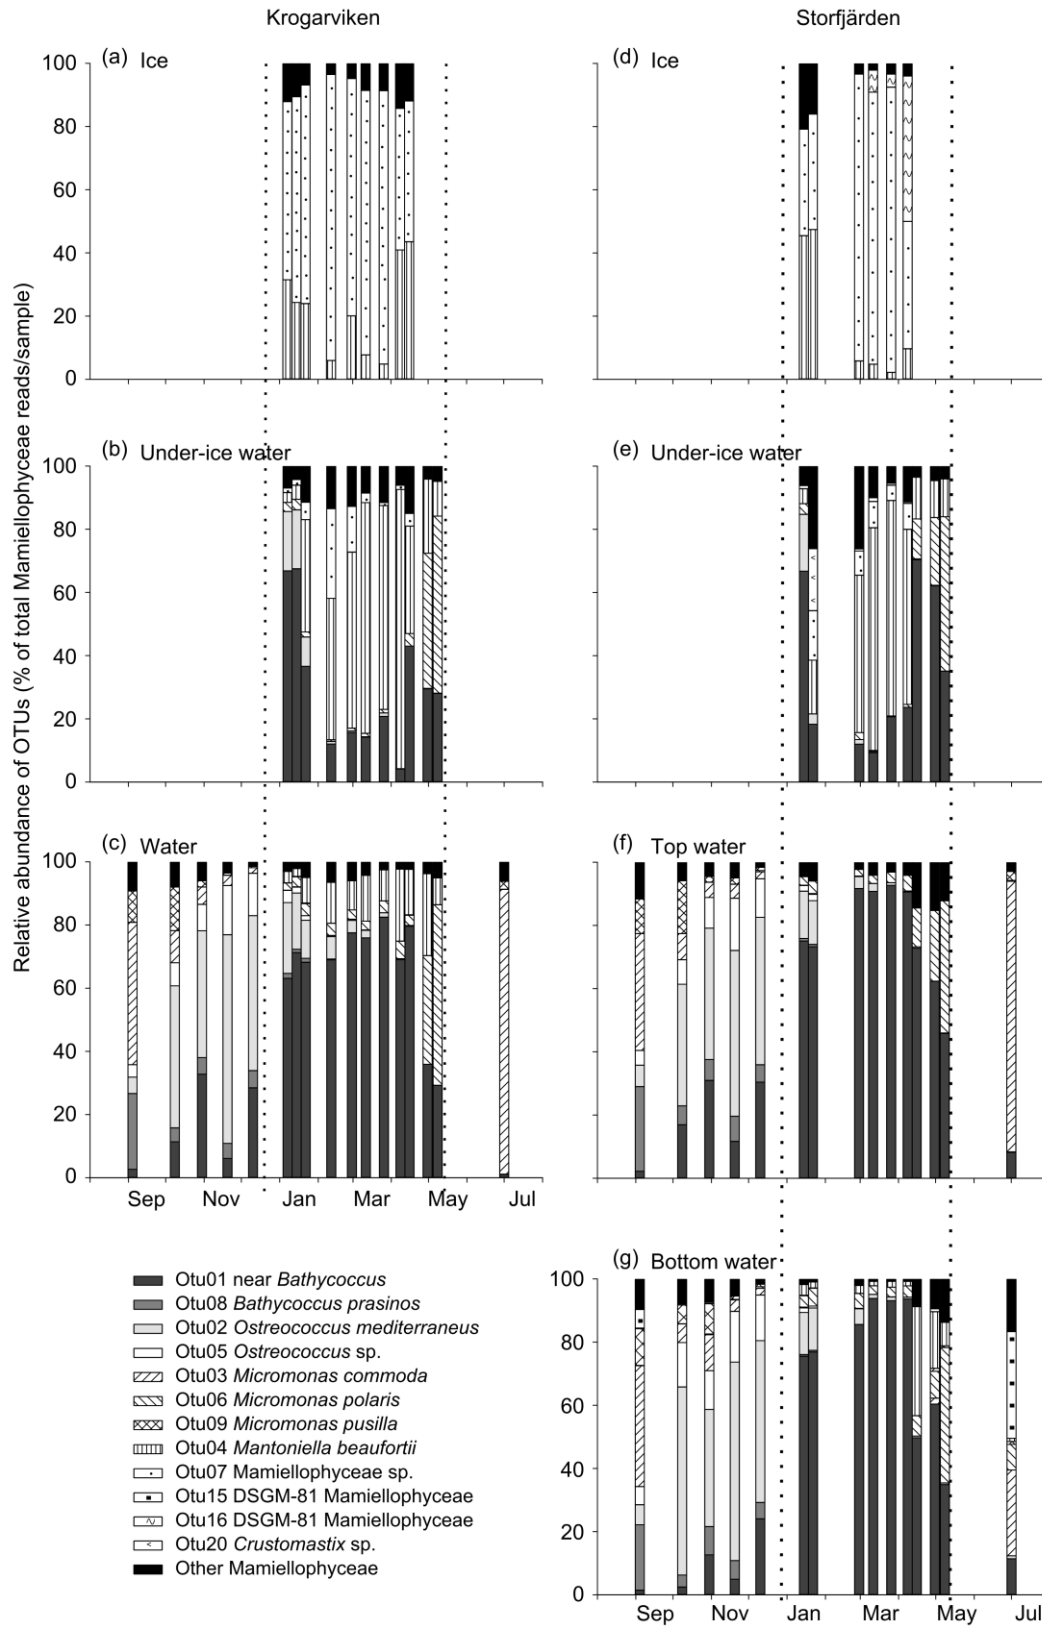 Krogarviken
Storfjärden
Relative abundance of OTUs (% of total Mamiellophyceae reads/sample)
(a) Ice
100
80
60
40
20
0
(d) Ice
(b) Under-ice water
100
80
60
40
20
0
(e) Under-ice water
(c) Water
100
80
60
40
20
0
Sep Nov Jan Mar May Jul
(f) Top water
(g) Bottom water
100
80
60
40
20
0
Sep Nov Jan Mar May Jul
Otu01 near Bathycoccus
Otu08 Bathycoccus prasinos
Otu02 Ostreococcus mediterraneus
Otu05 Ostreococcus sp.
Otu03 Micromonas commoda
Otu06 Micromonas polaris
Otu09 Micromonas pusilla
Otu04 Mantoniella beaufortii
Otu07 Mamiellophyceae sp.
Otu15 DSGM-81 Mamiellophyceae
Otu16 DSGM-81 Mamiellophyceae
Otu20 Crustomastix sp.
Other Mamiellophyceae